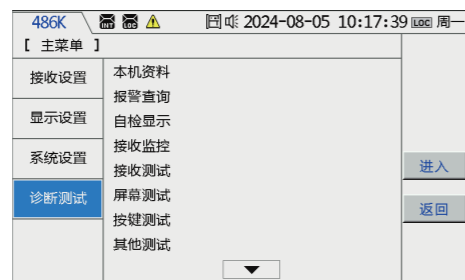 486K INT LOC 2024-08-05 10:17:39 LOC 周一
[ 主菜单 ]
接收设置
显示设置
系统设置
诊断测试
本机资料
报警查询
自检显示
接收监控
接收测试
屏幕测试
按键测试
其他测试
进入
返回